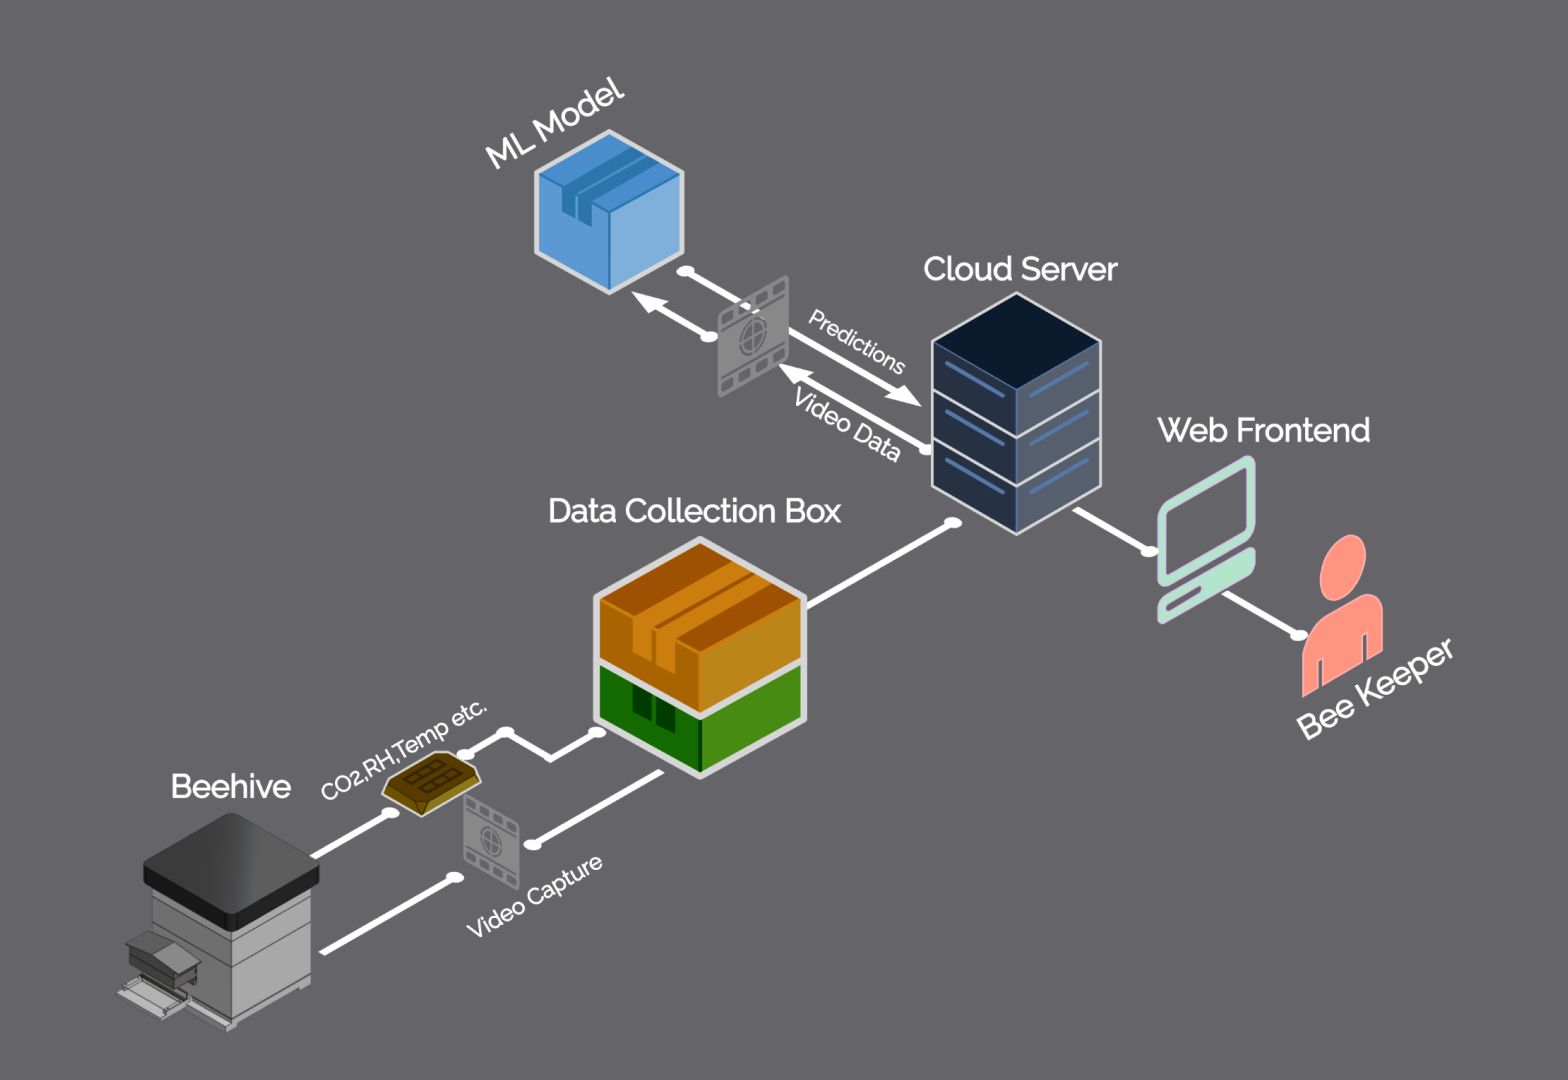 ML Model
Cloud Server
Predictions
Video Data
Web Frontend
Data Collection Box
Bee Keeper
CO2,RH,Temp etc.
Beehive
Video Capture